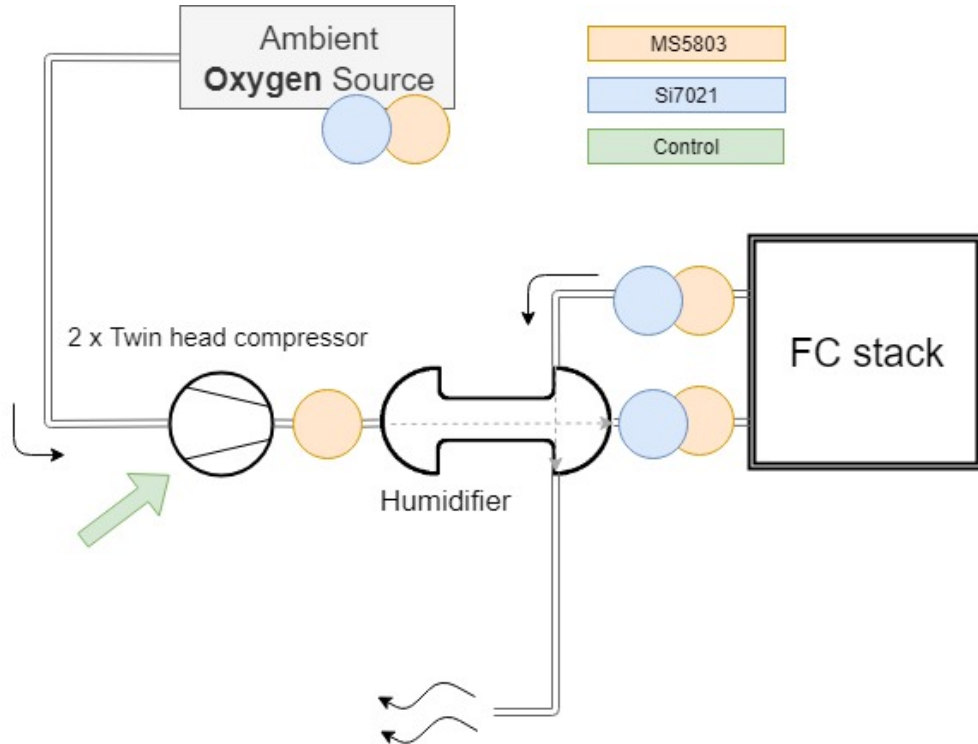 Ambient
Oxygen Source
MS5803
Si7021
Control
2 x Twin head compressor
FC stack
Humidifier